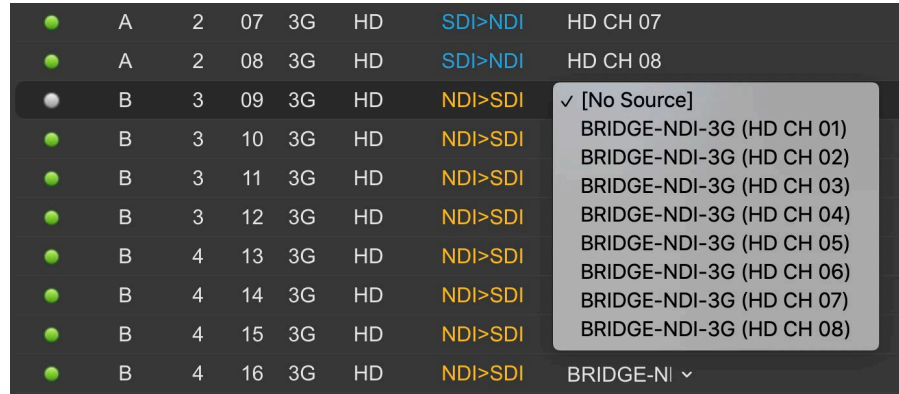 A 2 07 3G HD SDI>NDI HD CH 07
A 2 08 3G HD SDI>NDI HD CH 08
B 3 09 3G HD NDI>SDI ✓ [No Source]
B 3 10 3G HD NDI>SDI BRIDGE-NDI-3G (HD CH 01)
BRIDGE-NDI-3G (HD CH 02)
B 3 11 3G HD NDI>SDI BRIDGE-NDI-3G (HD CH 03)
B 3 12 3G HD NDI>SDI BRIDGE-NDI-3G (HD CH 04)
B 4 13 3G HD NDI>SDI BRIDGE-NDI-3G (HD CH 05)
BRIDGE-NDI-3G (HD CH 06)
B 4 14 3G HD NDI>SDI BRIDGE-NDI-3G (HD CH 07)
B 4 15 3G HD NDI>SDI BRIDGE-NDI-3G (HD CH 08)
B 4 16 3G HD NDI>SDI BRIDGE-NI